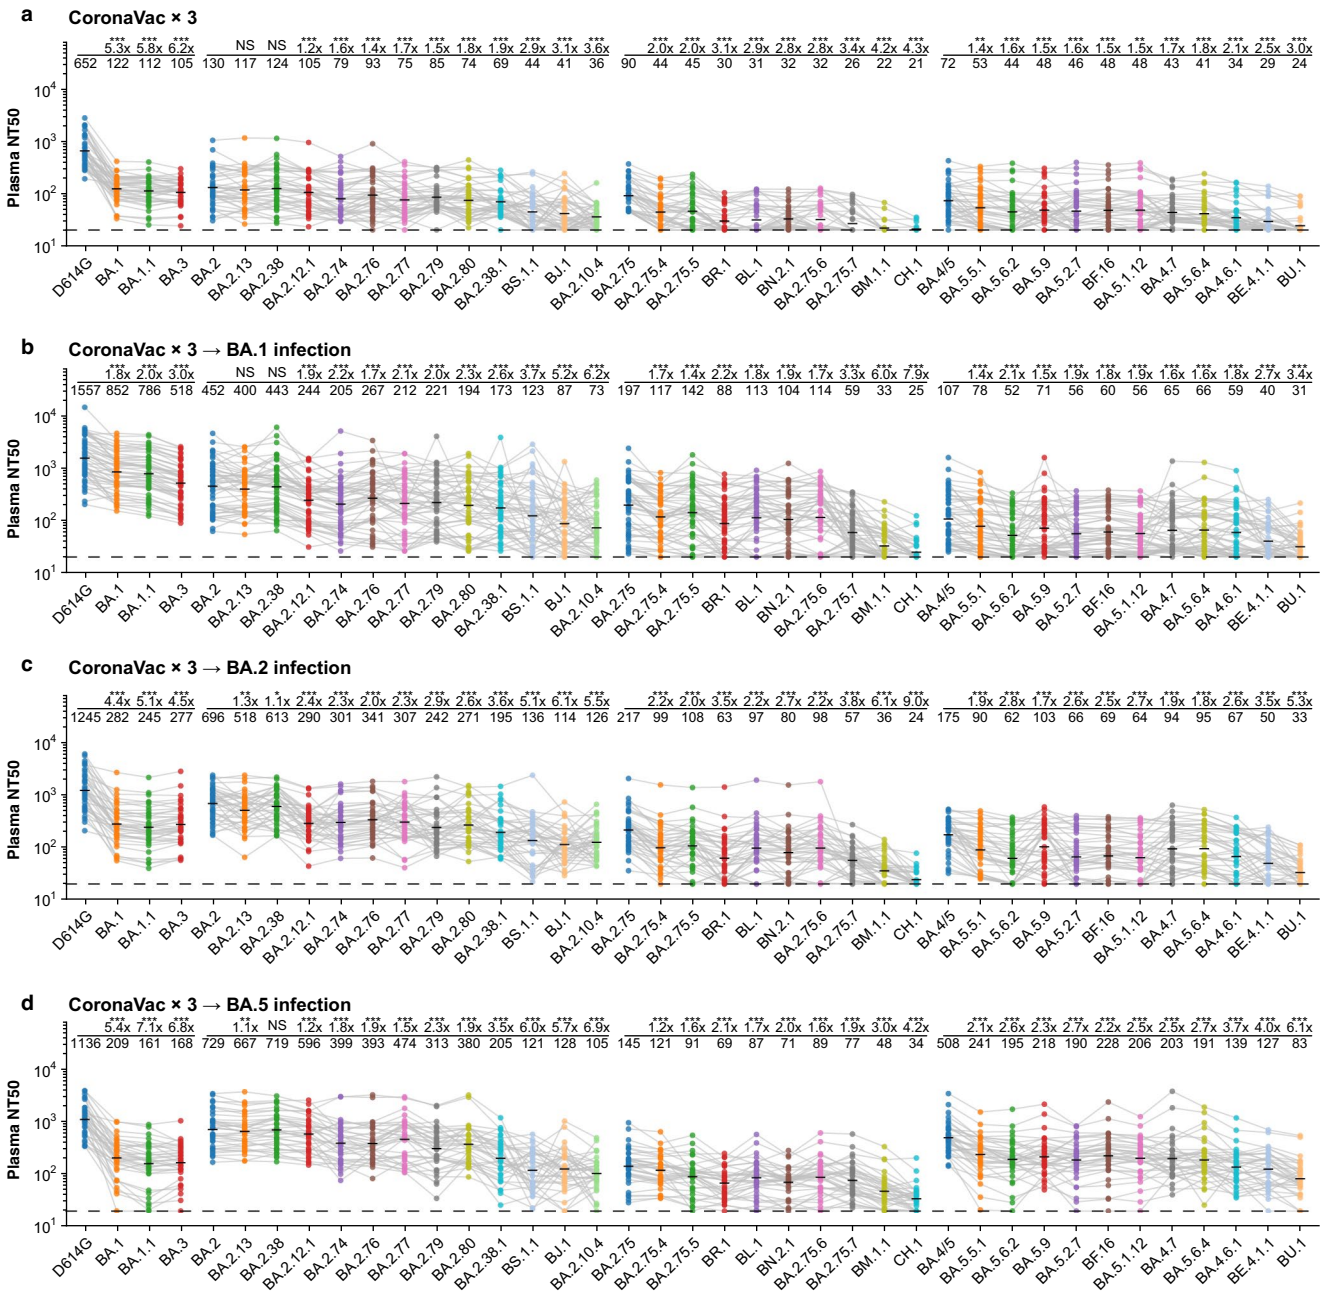 a CoronaVac × 3
*** *** *** NS NS *** *** *** *** *** *** *** *** *** *** *** *** *** *** *** *** *** *** *** *** *** *** *** *** *** ** *** *** *** *** ***
5.3x 5.8x 6.2x 1.2x 1.6x 1.4x 1.7x 1.5x 1.8x 1.9x 2.9x 3.1x 3.6x 2.0x 2.0x 3.1x 2.9x 2.8x 2.8x 3.4x 4.2x 4.3x 1.4x 1.6x 1.5x 1.6x 1.5x 1.5x 1.7x 1.8x 2.1x 2.5x 3.0x
652 122 112 105 130 117 124 105 79 93 75 85 74 69 44 41 36 90 44 45 30 31 32 32 26 22 21 72 53 44 48 46 48 48 43 41 34 29 24
Plasma NT50
10^4
10^3
10^2
10^1
D614G BA.1 BA.1.1 BA.3 BA.2 BA.2.13 BA.2.38 BA.2.12.1 BA.2.74 BA.2.76 BA.2.77 BA.2.79 BA.2.80 BA.2.38.1 BS.1.1 BJ.1 BA.2.10.4 BA.2.75 BA.2.75.4 BA.2.75.5 BR.1 BL.1 BN.2.1 BA.2.75.6 BA.2.75.7 BM.1.1 CH.1 BA.4/5 BA.5.5.1 BA.5.6.2 BA.5.9 BA.5.2.7 BF.16 BA.5.1.12 BA.4.7 BA.5.6.4 BA.4.6.1 BE.4.1.1 BU.1
b CoronaVac × 3 → BA.1 infection
*** *** *** NS NS *** *** *** *** *** *** *** *** *** *** *** *** *** *** *** *** *** *** *** *** *** *** *** *** *** *** *** *** *** ***
1.8x 2.0x 3.0x 1.9x 2.2x 1.7x 2.1x 2.0x 2.3x 2.6x 3.7x 5.2x 6.2x 1.7x 1.4x 2.2x 1.8x 1.9x 1.7x 3.3x 6.0x 7.9x 1.4x 2.1x 1.5x 1.9x 1.8x 1.9x 1.6x 1.6x 1.8x 2.7x 3.4x
1557 852 786 518 452 400 443 244 205 267 212 221 194 173 123 87 73 197 117 142 88 113 104 114 59 33 25 107 78 52 71 56 60 56 65 66 59 40 31
Plasma NT50
10^4
10^3
10^2
10^1
D614G BA.1 BA.1.1 BA.3 BA.2 BA.2.13 BA.2.38 BA.2.12.1 BA.2.74 BA.2.76 BA.2.77 BA.2.79 BA.2.80 BA.2.38.1 BS.1.1 BJ.1 BA.2.10.4 BA.2.75 BA.2.75.4 BA.2.75.5 BR.1 BL.1 BN.2.1 BA.2.75.6 BA.2.75.7 BM.1.1 CH.1 BA.4/5 BA.5.5.1 BA.5.6.2 BA.5.9 BA.5.2.7 BF.16 BA.5.1.12 BA.4.7 BA.5.6.4 BA.4.6.1 BE.4.1.1 BU.1
c CoronaVac × 3 → BA.2 infection
*** *** *** ** * *** *** *** *** *** *** *** *** *** *** *** *** *** *** *** *** *** *** *** *** *** *** *** *** *** *** *** *** *** ***
4.4x 5.1x 4.5x 1.3x 1.1x 2.4x 2.3x 2.0x 2.3x 2.9x 2.6x 3.6x 5.1x 6.1x 5.5x 2.2x 2.0x 3.5x 2.2x 2.7x 2.2x 3.8x 6.1x 9.0x 1.9x 2.8x 1.7x 2.6x 2.5x 2.7x 1.9x 1.8x 2.6x 3.5x 5.3x
1245 282 245 277 696 518 613 290 301 341 307 242 271 195 136 114 126 217 99 108 63 97 80 98 57 36 24 175 90 62 103 66 69 64 94 95 67 50 33
Plasma NT50
10^4
10^3
10^2
10^1
D614G BA.1 BA.1.1 BA.3 BA.2 BA.2.13 BA.2.38 BA.2.12.1 BA.2.74 BA.2.76 BA.2.77 BA.2.79 BA.2.80 BA.2.38.1 BS.1.1 BJ.1 BA.2.10.4 BA.2.75 BA.2.75.4 BA.2.75.5 BR.1 BL.1 BN.2.1 BA.2.75.6 BA.2.75.7 BM.1.1 CH.1 BA.4/5 BA.5.5.1 BA.5.6.2 BA.5.9 BA.5.2.7 BF.16 BA.5.1.12 BA.4.7 BA.5.6.4 BA.4.6.1 BE.4.1.1 BU.1
d CoronaVac × 3 → BA.5 infection
*** *** *** ** NS *** *** *** *** *** *** *** *** *** *** *** *** *** *** *** *** *** *** *** *** *** *** *** *** *** *** *** *** *** ***
5.4x 7.1x 6.8x 1.1x 1.2x 1.8x 1.9x 1.5x 2.3x 1.9x 3.5x 6.0x 5.7x 6.9x 1.2x 1.6x 2.1x 1.7x 2.0x 1.6x 1.9x 3.0x 4.2x 2.1x 2.6x 2.3x 2.7x 2.2x 2.5x 2.5x 2.7x 3.7x 4.0x 6.1x
1136 209 161 168 729 667 719 596 399 393 474 313 380 205 121 128 105 145 121 91 69 87 71 89 77 48 34 508 241 195 218 190 228 206 203 191 139 127 83
Plasma NT50
10^4
10^3
10^2
10^1
D614G BA.1 BA.1.1 BA.3 BA.2 BA.2.13 BA.2.38 BA.2.12.1 BA.2.74 BA.2.76 BA.2.77 BA.2.79 BA.2.80 BA.2.38.1 BS.1.1 BJ.1 BA.2.10.4 BA.2.75 BA.2.75.4 BA.2.75.5 BR.1 BL.1 BN.2.1 BA.2.75.6 BA.2.75.7 BM.1.1 CH.1 BA.4/5 BA.5.5.1 BA.5.6.2 BA.5.9 BA.5.2.7 BF.16 BA.5.1.12 BA.4.7 BA.5.6.4 BA.4.6.1 BE.4.1.1 BU.1